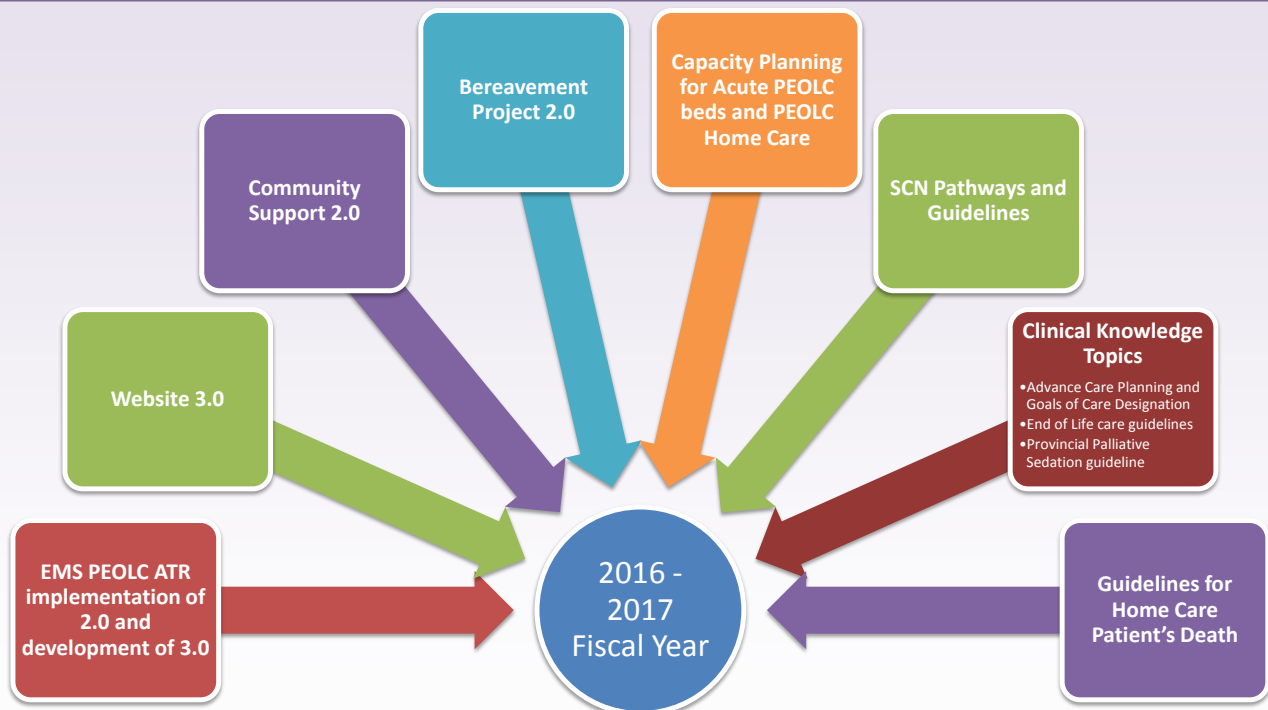 Bereavement
Project 2.0
Capacity Planning
for Acute PEOLC
beds and PEOLC
Home Care
Community
Support 2.0
SCN Pathways and
Guidelines
Website 3.0
Clinical Knowledge
Topics
•Advance Care Planning and
Goals of Care Designation
•End of Life care guidelines
•Provincial Palliative
Sedation guideline
EMS PEOLC ATR
implementation of
2.0 and
development of 3.0
2016 -
2017
Fiscal Year
Guidelines for
Home Care
Patient’s Death